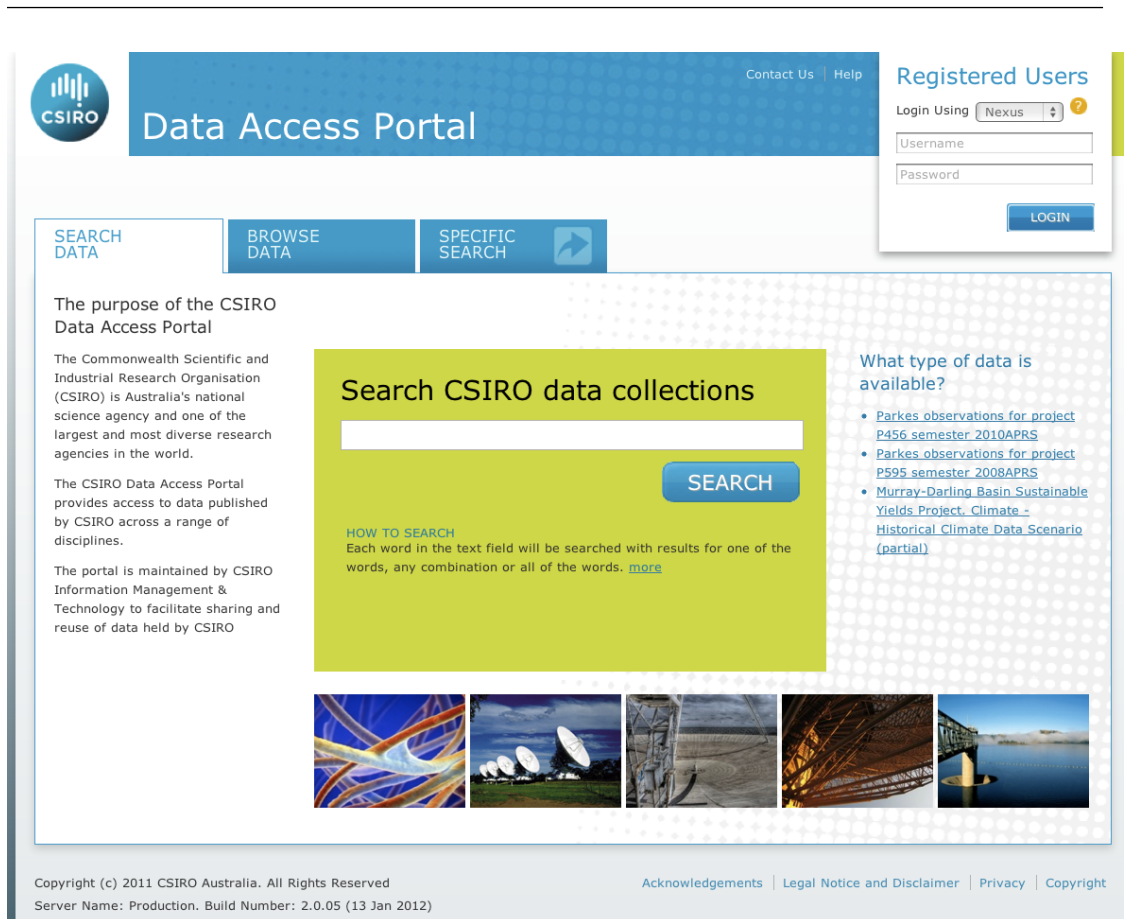 CSIRO
Data Access Portal
Contact Us
Help
Registered Users
Login Using
Nexus
?
Username
Password
LOGIN
SEARCH
DATA
BROWSE
DATA
SPECIFIC
SEARCH
The purpose of the CSIRO
Data Access Portal
The Commonwealth Scientific and
Industrial Research Organisation
(CSIRO) is Australia's national
science agency and one of the
largest and most diverse research
agencies in the world.
The CSIRO Data Access Portal
provides access to data published
by CSIRO across a range of
disciplines.
The portal is maintained by CSIRO
Information Management &
Technology to facilitate sharing and
reuse of data held by CSIRO
Search CSIRO data collections
SEARCH
HOW TO SEARCH
Each word in the text field will be searched with results for one of the
words, any combination or all of the words. more
What type of data is
available?
• Parkes observations for project
P456 semester 2010APRS
• Parkes observations for project
P595 semester 2008APRS
• Murray-Darling Basin Sustainable
Yields Project. Climate -
Historical Climate Data Scenario
(partial)
Copyright (c) 2011 CSIRO Australia. All Rights Reserved
Server Name: Production. Build Number: 2.0.05 (13 Jan 2012)
Acknowledgements
Legal Notice and Disclaimer
Privacy
Copyright